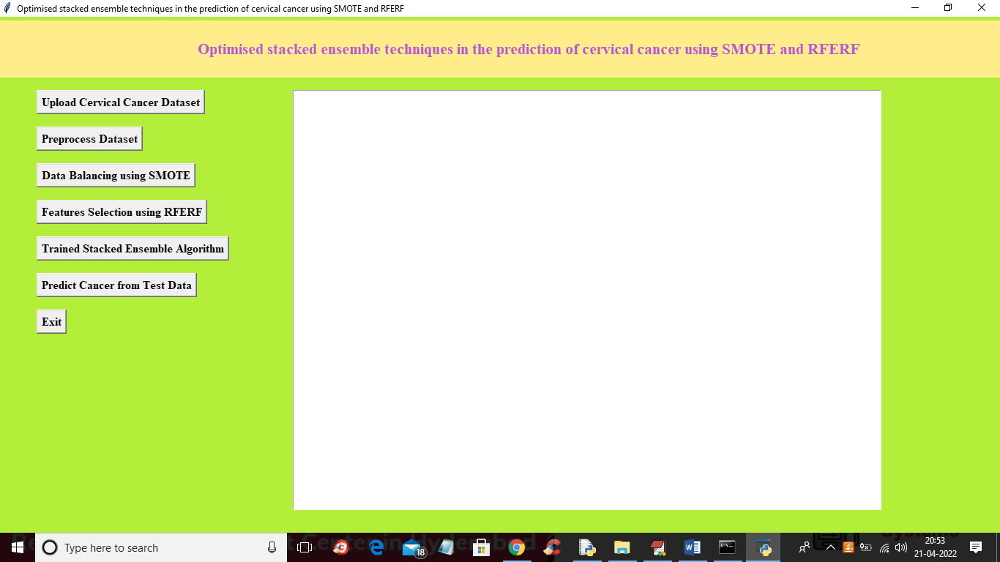 Optimised stacked ensemble techniques in the prediction of cervical cancer using SMOTE and RFERF
Optimised stacked ensemble techniques in the prediction of cervical cancer using SMOTE and RFERF
Upload Cervical Cancer Dataset
Preprocess Dataset
Data Balancing using SMOTE
Features Selection using RFERF
Trained Stacked Ensemble Algorithm
Predict Cancer from Test Data
Exit
Type here to search
18
20:53
21-04-2022